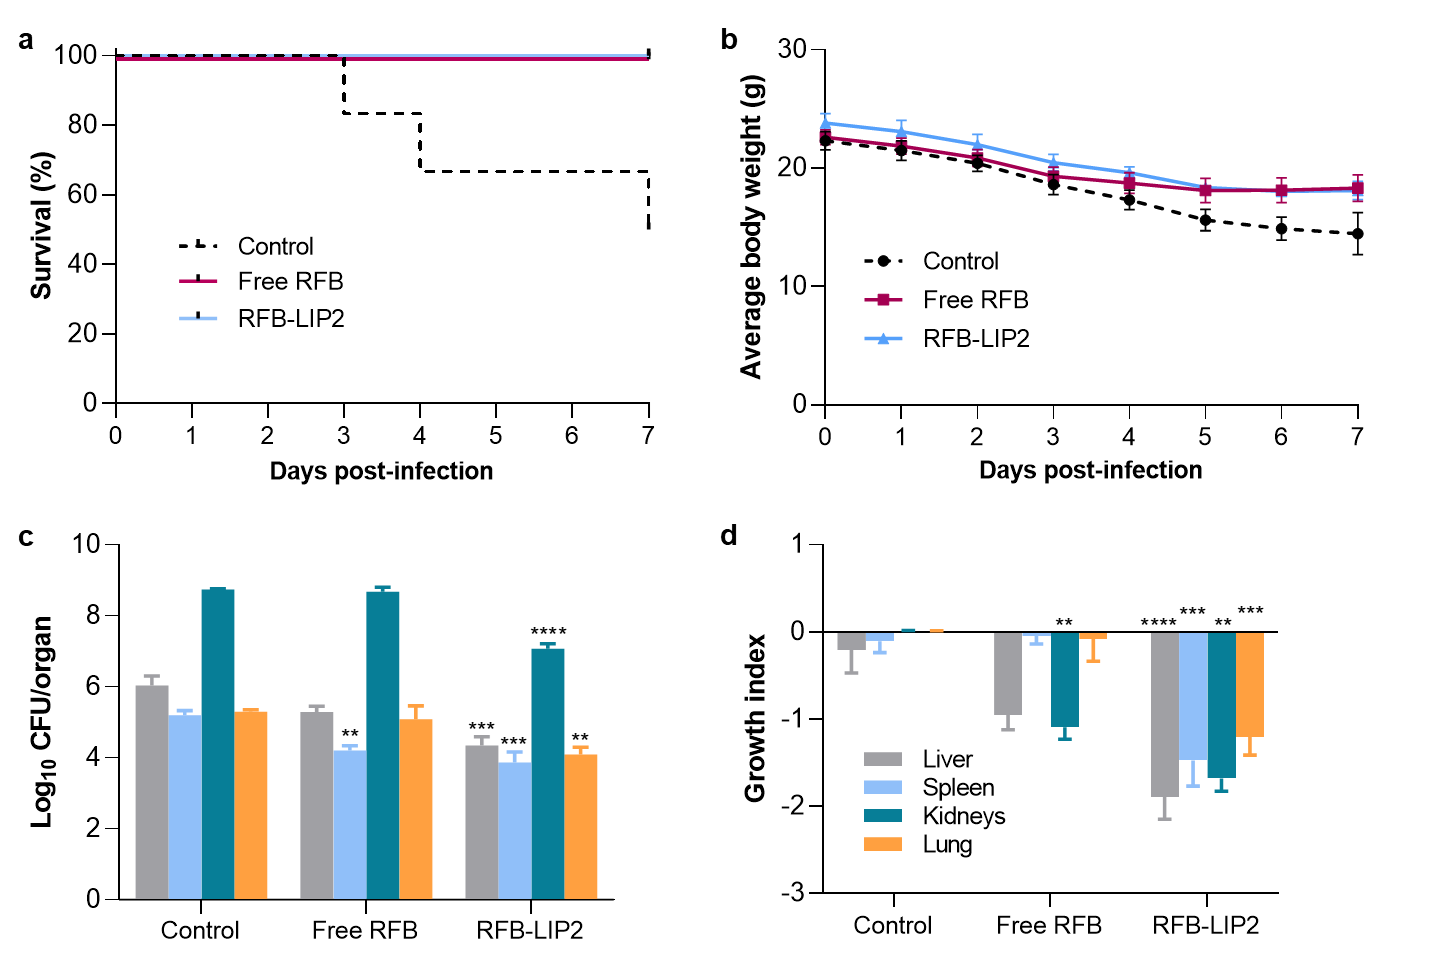 a
100
80
60
40
20
0
Survival (%)
Control
Free RFB
RFB-LIP2
0 1 2 3 4 5 6 7
Days post-infection
b
30
20
10
0
Average body weight (g)
Control
Free RFB
RFB-LIP2
0 1 2 3 4 5 6 7
Days post-infection
c
10
8
6
4
2
0
Log10 CFU/organ
**
***
***
****
**
Control Free RFB RFB-LIP2
d
1
0
-1
-2
-3
Growth index
**
****
***
**
***
Liver
Spleen
Kidneys
Lung
Control Free RFB RFB-LIP2